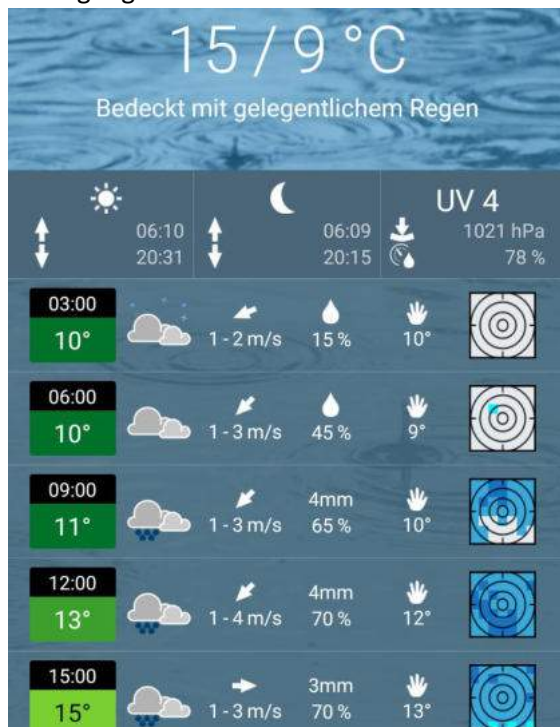 15 / 9 °C
Bedeckt mit gelegentlichem Regen
UV 4
06:10 06:09 1021 hPa
20:31 20:15 78 %
03:00
10° 1 - 2 m/s 15 % 10°
06:00
10° 1 - 3 m/s 45 % 9°
09:00 4mm
11° 1 - 3 m/s 65 % 10°
12:00 4mm
13° 1 - 4 m/s 70 % 12°
15:00 3mm
15° 1 - 3 m/s 70 % 13°